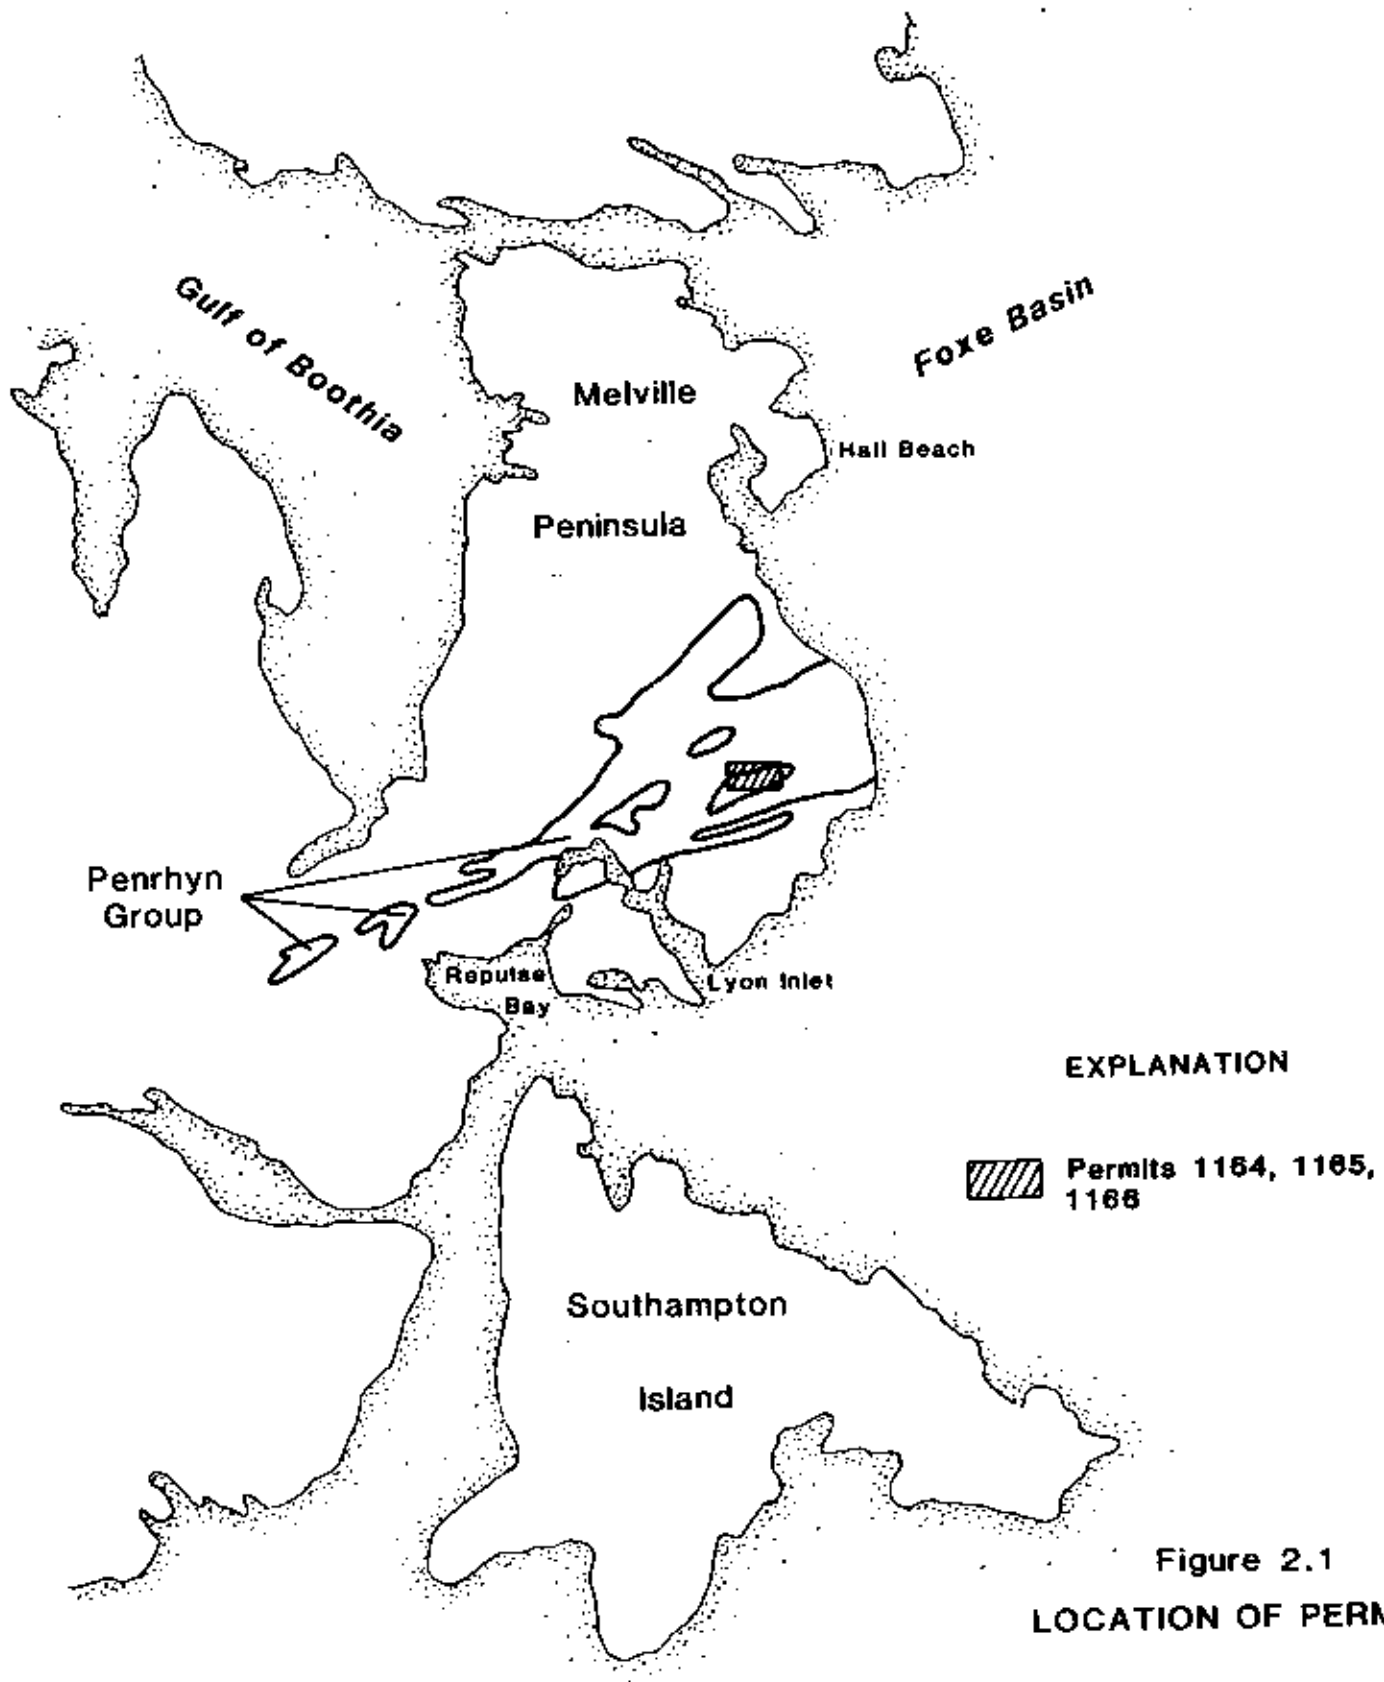 Gulf of Boothia
Foxe Basin
Melville
Hall Beach
Peninsula
Penrhyn
Group
Repulse
Bay
Lyon Inlet
EXPLANATION
Permits 1164, 1165,
1166
Southampton
Island
Figure 2.1
LOCATION OF PERM